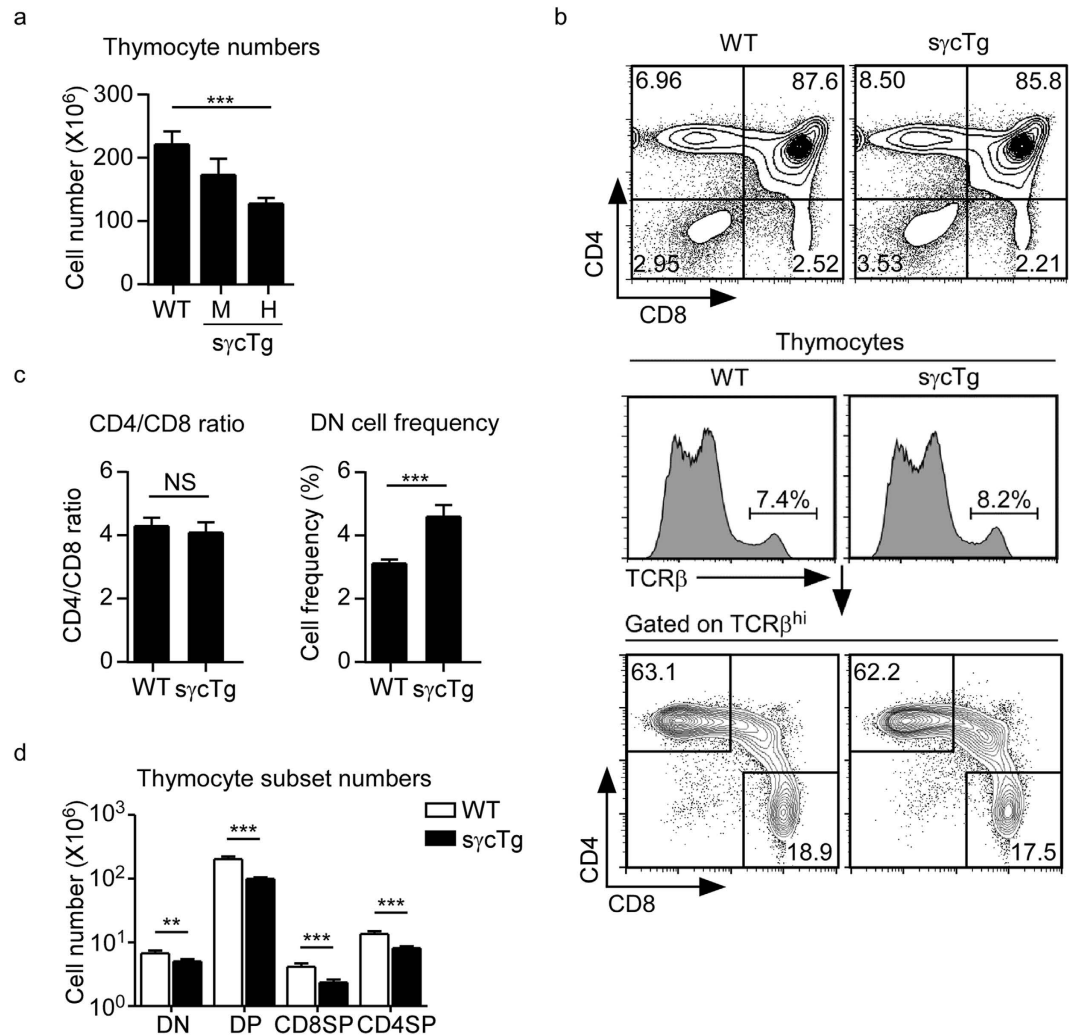 a
Thymocyte numbers
Cell number (X10⁶)
300
200
100
0
***
WT
M
H
sγcTg
b
WT
sγcTg
6.96
87.6
2.95
2.52
8.50
85.8
3.53
2.21
CD4
CD8
Thymocytes
WT
sγcTg
7.4%
8.2%
TCRβ
Gated on TCRβʰⁱ
63.1
18.9
62.2
17.5
CD4
CD8
c
CD4/CD8 ratio
CD4/CD8 ratio
6
4
2
0
NS
WT
sγcTg
DN cell frequency
Cell frequency (%)
6
4
2
0
***
WT
sγcTg
d
Thymocyte subset numbers
Cell number (X10⁶)
10³
10²
10¹
10⁰
WT
sγcTg
**
***
***
***
DN
DP
CD8SP
CD4SP